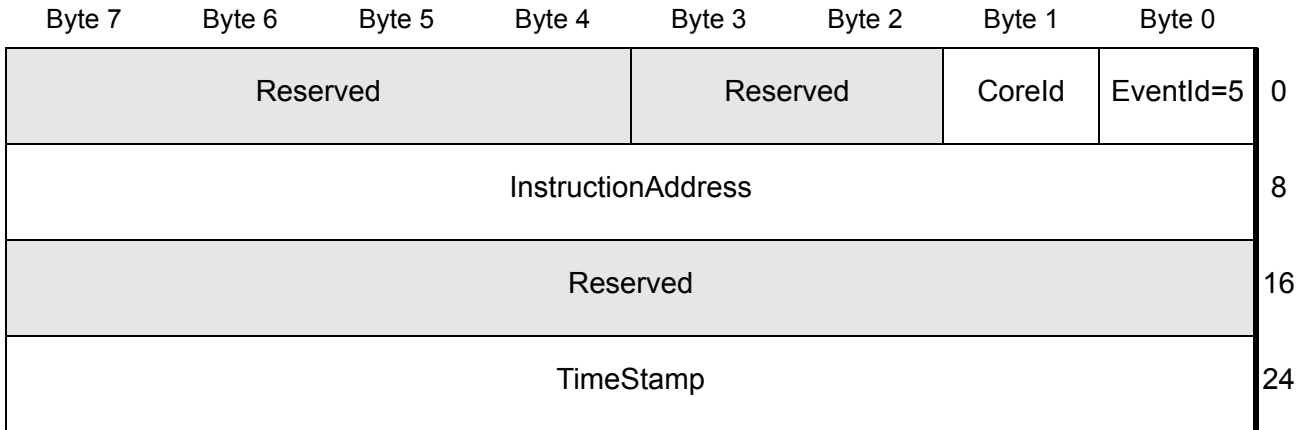 Byte 7 Byte 6 Byte 5 Byte 4 Byte 3 Byte 2 Byte 1 Byte 0
Reserved Reserved CoreId EventId=5 0
InstructionAddress 8
Reserved 16
TimeStamp 24